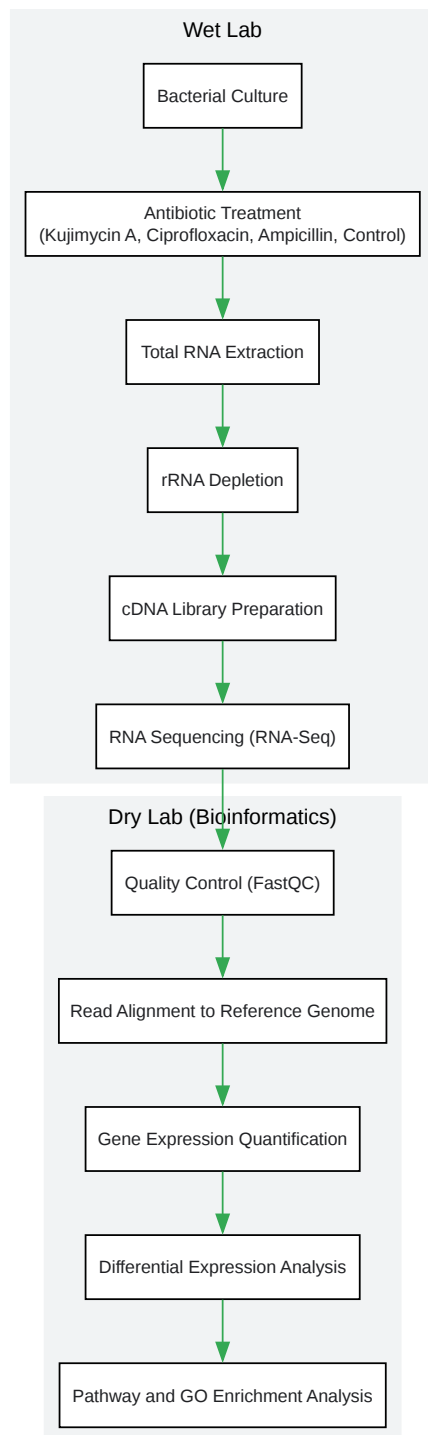 Wet Lab
Bacterial Culture
Antibiotic Treatment
(Kujimycin A, Ciprofloxacin, Ampicillin, Control)
Total RNA Extraction
rRNA Depletion
cDNA Library Preparation
RNA Sequencing (RNA-Seq)
Dry Lab (Bioinformatics)
Quality Control (FastQC)
Read Alignment to Reference Genome
Gene Expression Quantification
Differential Expression Analysis
Pathway and GO Enrichment Analysis